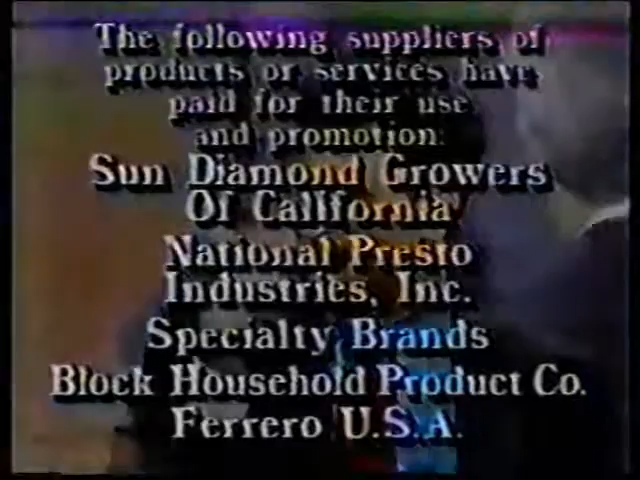 The following suppliers of
products or services have
paid for their use
and promotion:
Sun Diamond Growers
Of California
National Presto
Industries, Inc.
Specialty Brands
Block Household Product Co.
Ferrero U.S.A.